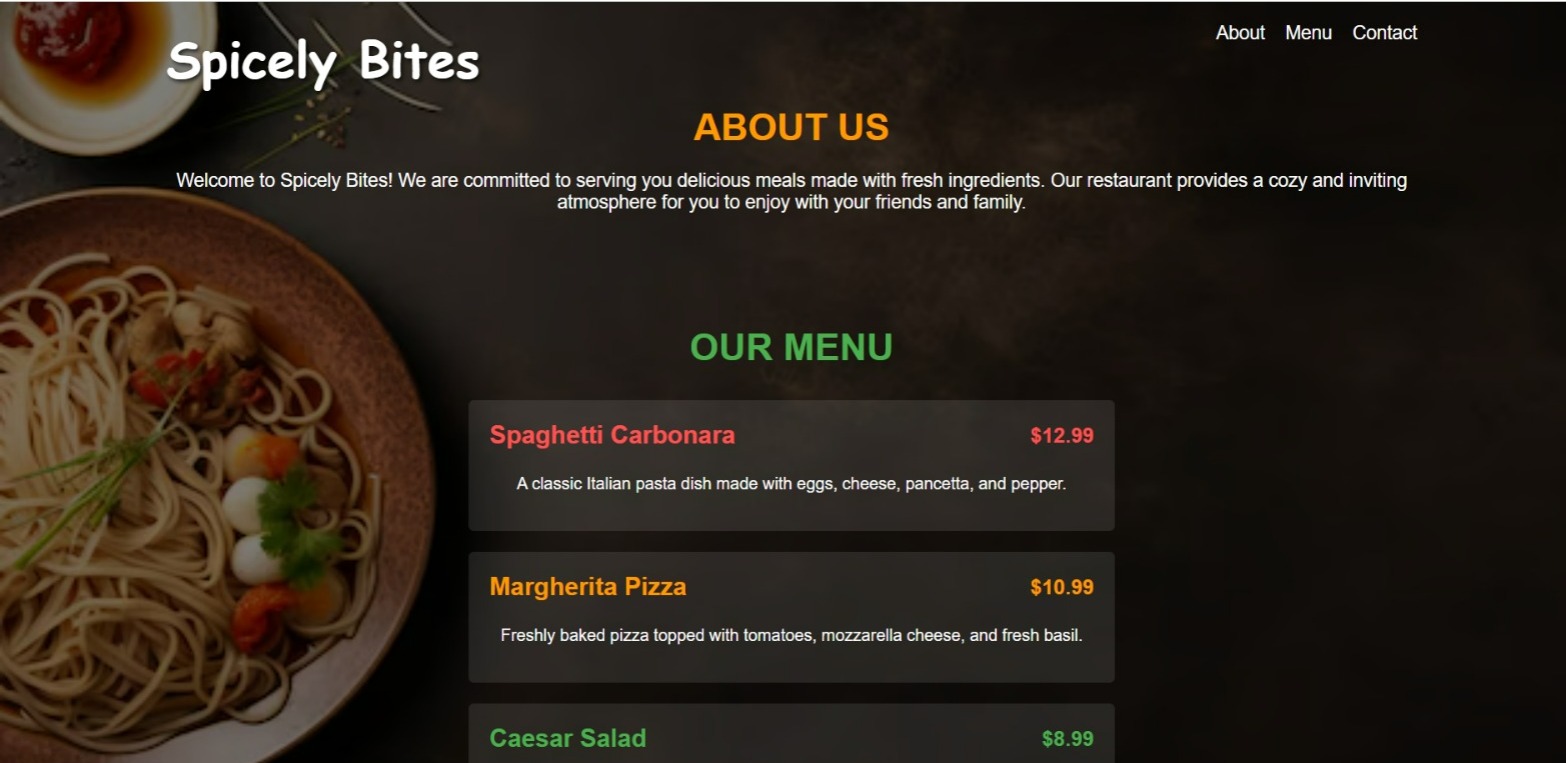 Spicely Bites
About Menu Contact
ABOUT US
Welcome to Spicely Bites! We are committed to serving you delicious meals made with fresh ingredients. Our restaurant provides a cozy and inviting
atmosphere for you to enjoy with your friends and family.
OUR MENU
Spaghetti Carbonara $12.99
A classic Italian pasta dish made with eggs, cheese, pancetta, and pepper.
Margherita Pizza $10.99
Freshly baked pizza topped with tomatoes, mozzarella cheese, and fresh basil.
Caesar Salad $8.99